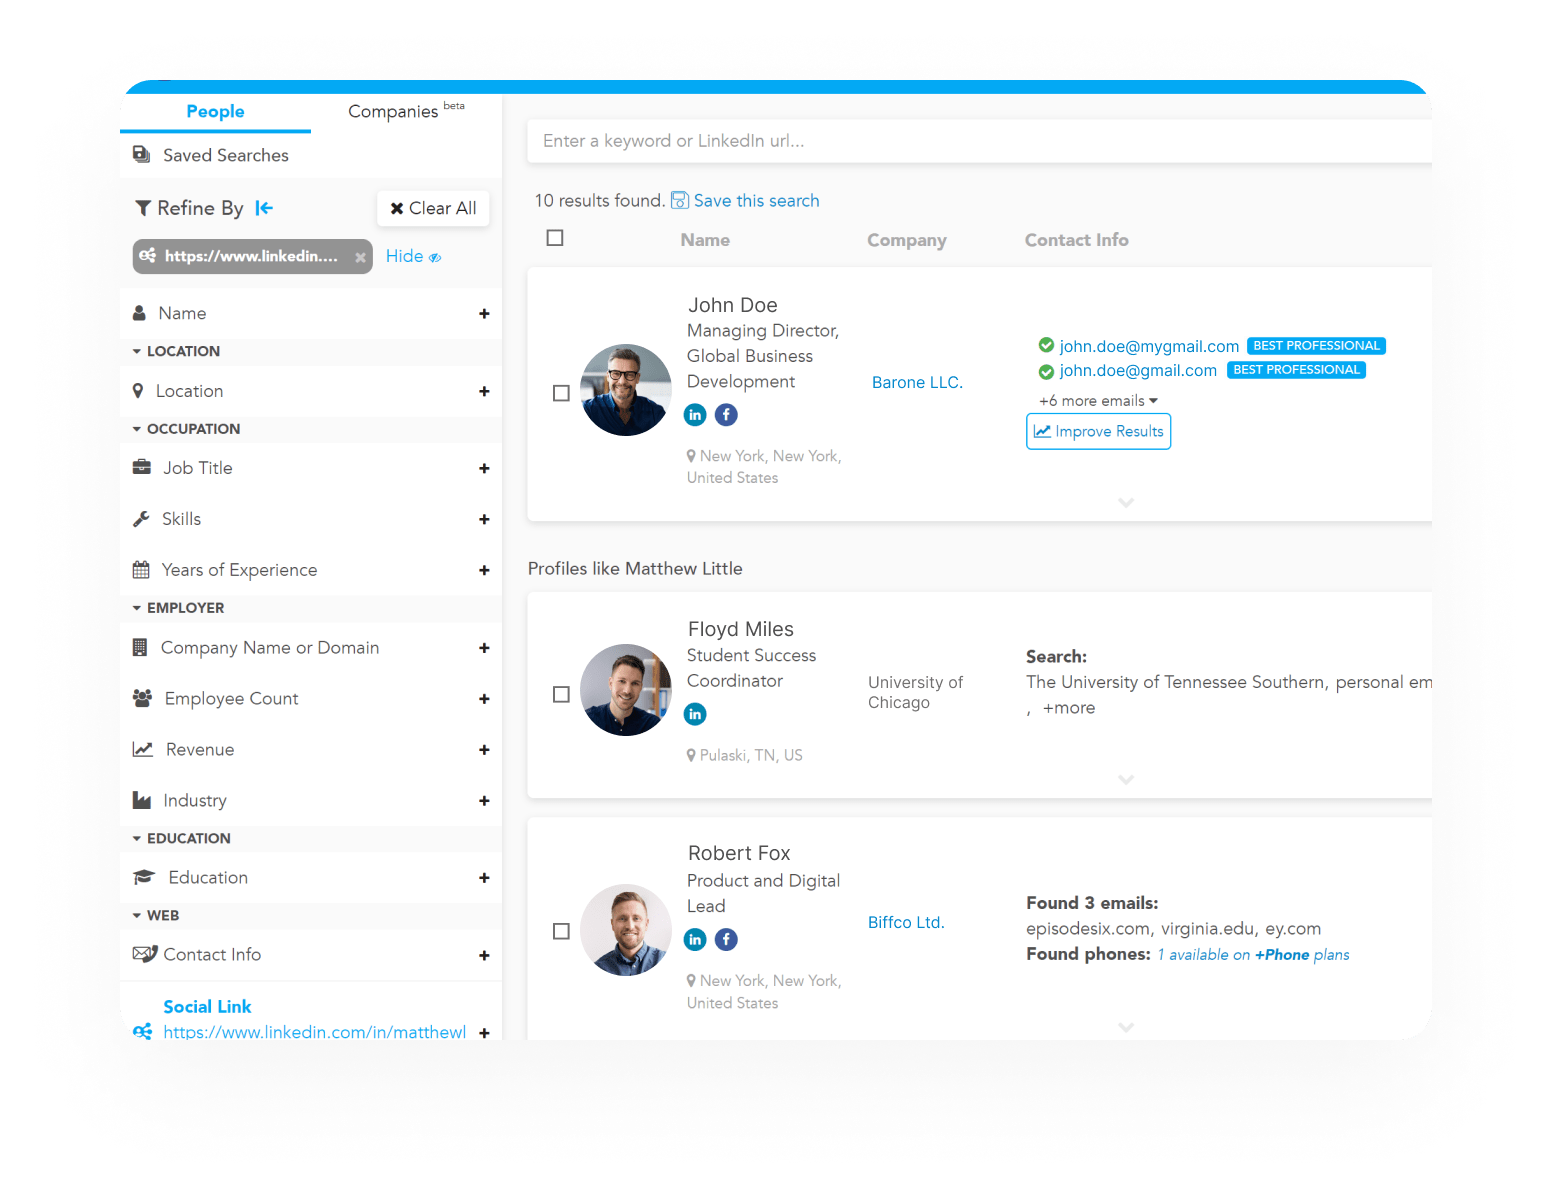 People
Companies beta
Saved Searches
Refine By
Clear All
https://www.linkedin....
Hide
Name
LOCATION
Location
OCCUPATION
Job Title
Skills
Years of Experience
EMPLOYER
Company Name or Domain
Employee Count
Revenue
Industry
EDUCATION
Education
WEB
Contact Info
Social Link
https://www.linkedin.com/in/matthewl
Enter a keyword or LinkedIn url...
10 results found. Save this search
Name Company Contact Info
John Doe
Managing Director,
Global Business
Development
New York, New York,
United States
Barone LLC.
john.doe@mygmail.com BEST PROFESSIONAL
john.doe@gmail.com BEST PROFESSIONAL
+6 more emails
Improve Results
Profiles like Matthew Little
Floyd Miles
Student Success
Coordinator
Pulaski, TN, US
University of
Chicago
Search:
The University of Tennessee Southern, personal em
, +more
Robert Fox
Product and Digital
Lead
New York, New York,
United States
Biffco Ltd.
Found 3 emails:
episodesix.com, virginia.edu, ey.com
Found phones: 1 available on +Phone plans